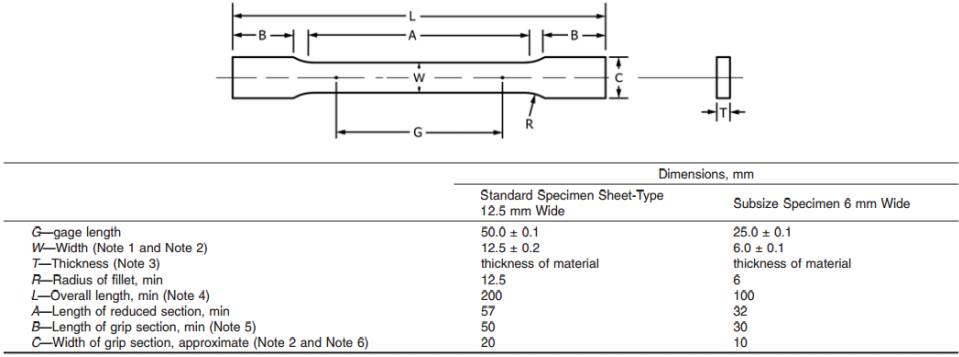 L
B
A
B
W
C
T
G
R
Dimensions, mm
Standard Specimen Sheet-Type
12.5 mm Wide
Subsize Specimen 6 mm Wide
G—gage length 50.0 ± 0.1 25.0 ± 0.1
W—Width (Note 1 and Note 2) 12.5 ± 0.2 6.0 ± 0.1
T—Thickness (Note 3) thickness of material thickness of material
R—Radius of fillet, min 12.5 6
L—Overall length, min (Note 4) 200 100
A—Length of reduced section, min 57 32
B—Length of grip section, min (Note 5) 50 30
C—Width of grip section, approximate (Note 2 and Note 6) 20 10